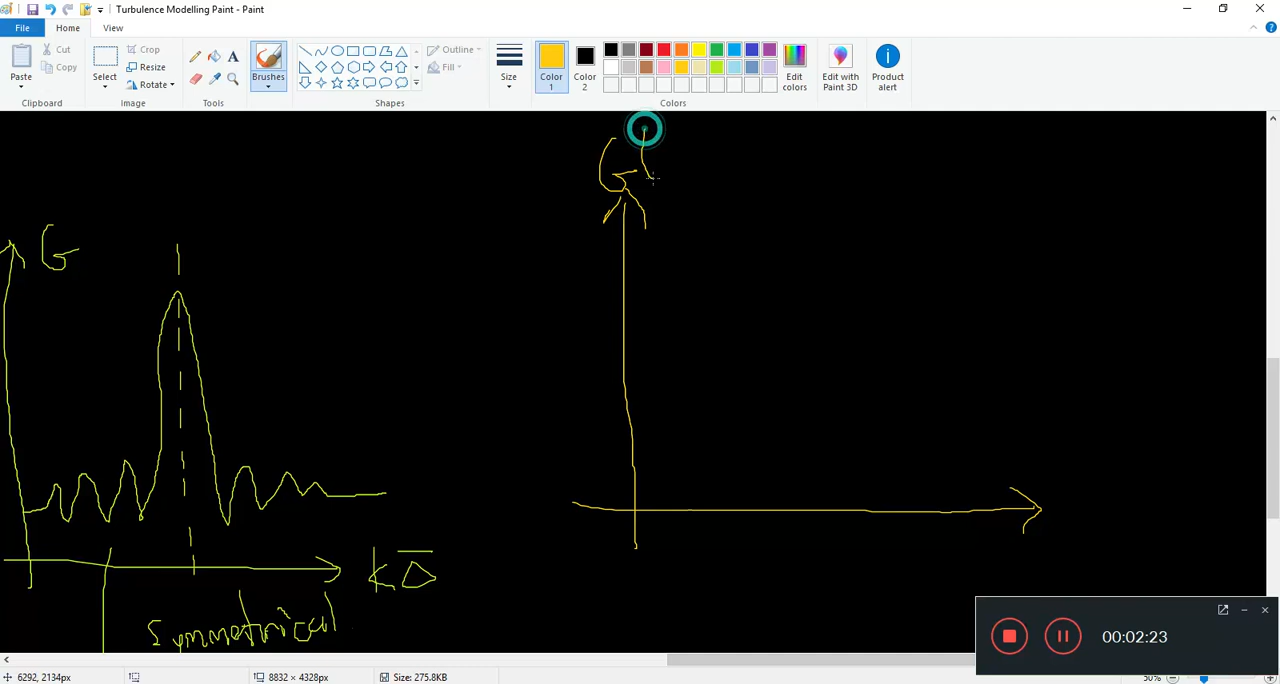 Turbulence Modelling Paint - Paint
File Home View
Paste
Cut
Copy
Clipboard
Select
Crop
Resize
Rotate
Image
Tools
Brushes
Shapes
Outline
Fill
Size
Color 1
Color 2
Edit colors
Colors
Edit with Paint 3D
Product alert
G
G
kΔ̅
Symmetrical
00:02:23
6292, 2134px
8832 × 4328px
Size: 275.8KB
50%